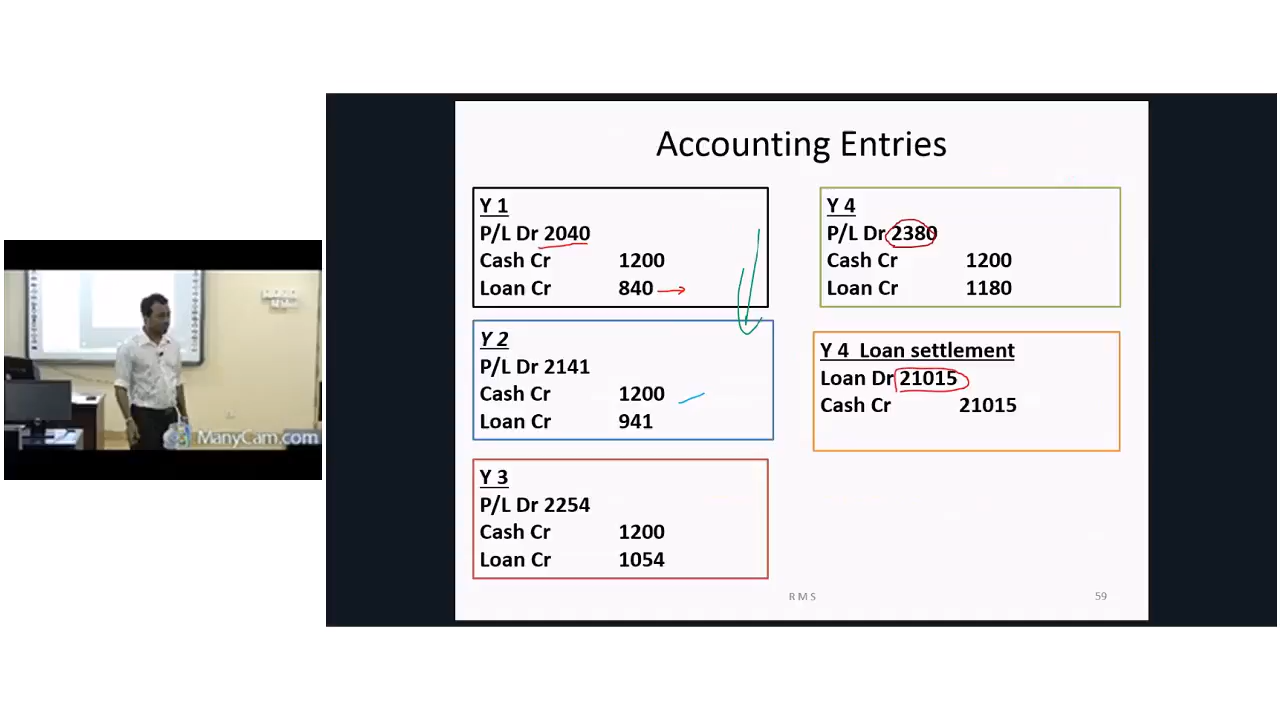 Accounting Entries
Y 1
P/L Dr 2040
Cash Cr 1200
Loan Cr 840
Y 2
P/L Dr 2141
Cash Cr 1200
Loan Cr 941
Y 3
P/L Dr 2254
Cash Cr 1200
Loan Cr 1054
Y 4
P/L Dr 2380
Cash Cr 1200
Loan Cr 1180
Y 4 Loan settlement
Loan Dr 21015
Cash Cr 21015
R M S
59
ManyCam.com